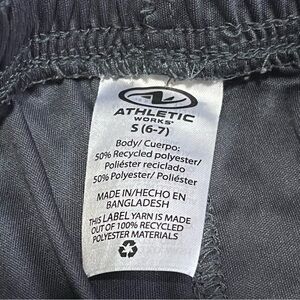 ATHLETIC
WORKS®
S (6-7)
Body/ Cuerpo:
50% Recycled polyester/
Poliéster reciclado
50% Polyester/ Poliéster
MADE IN/HECHO EN
BANGLADESH
THIS LABEL YARN IS MADE
OUT OF 100% RECYCLED
POLYESTER MATERIALS